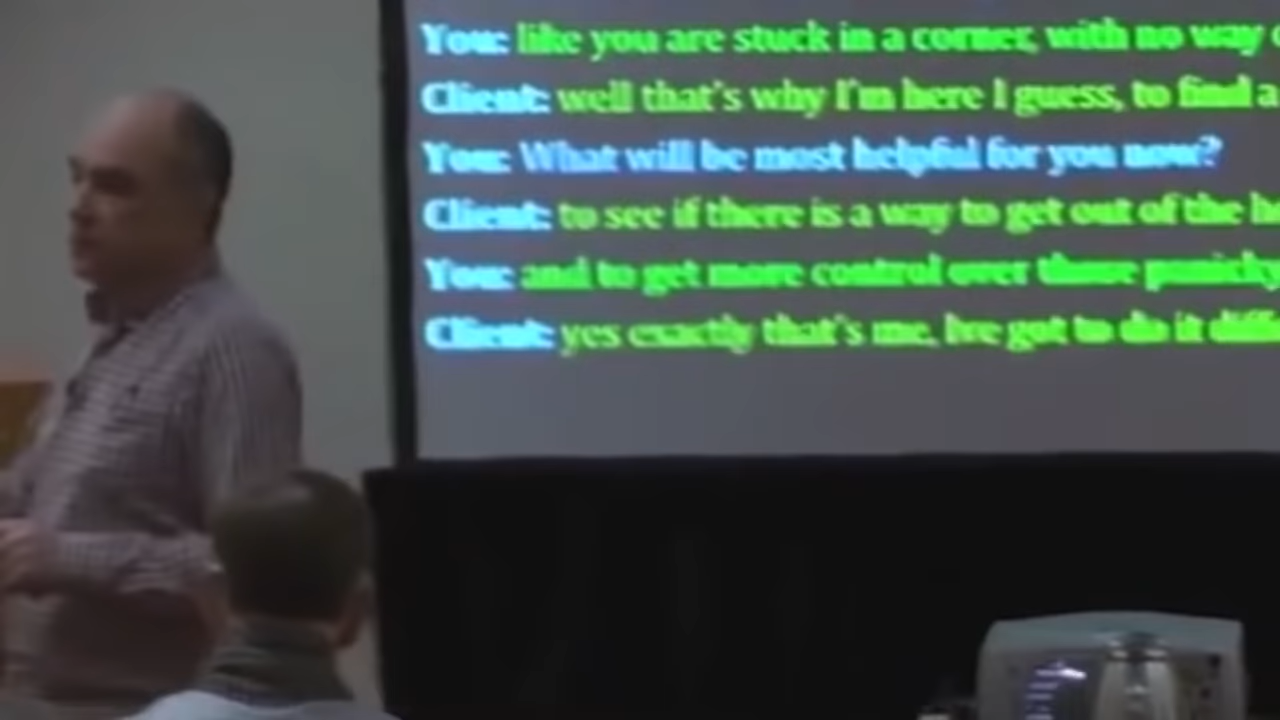 You: like you are stuck in a corner, with no way
Client: well that's why I'm here I guess, to find a
You: What will be most helpful for you now?
Client: to see if there is a way to get out of the
You: and to get more control over those panicky
Client: yes exactly that's me, Ive got to do it